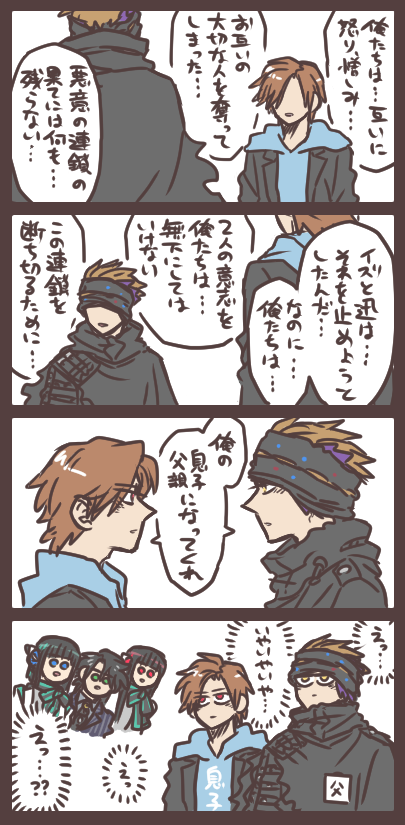 俺たちは…互いに
怒り憎しみ…
お互いの
大切な人を奪って
しまった…
悪意の連鎖の
果てには何も…
残らない…
イズと迅は…
それを止めようって
したんだ…
なのに…
俺たちは…
2人の意志を
俺たちは…
無下にしては
いけない
この連鎖を
断ち切るために…
俺の
息子
父親になってくれ
えっ…
いやいやいや…
えっ
えっ…??
息子
父